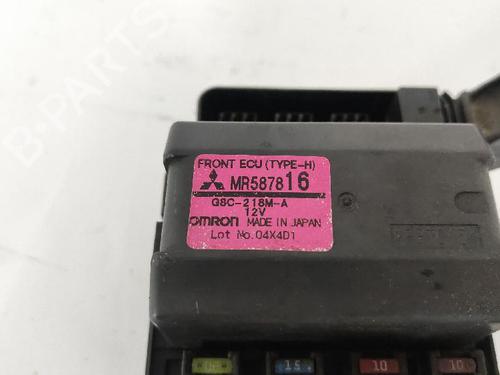 B-PARTS
FRONT ECU (TYPE-H)
MR587816
G8C-218M-A
12V
omron MADE IN JAPAN
Lot No.04X4D1
15
10
10